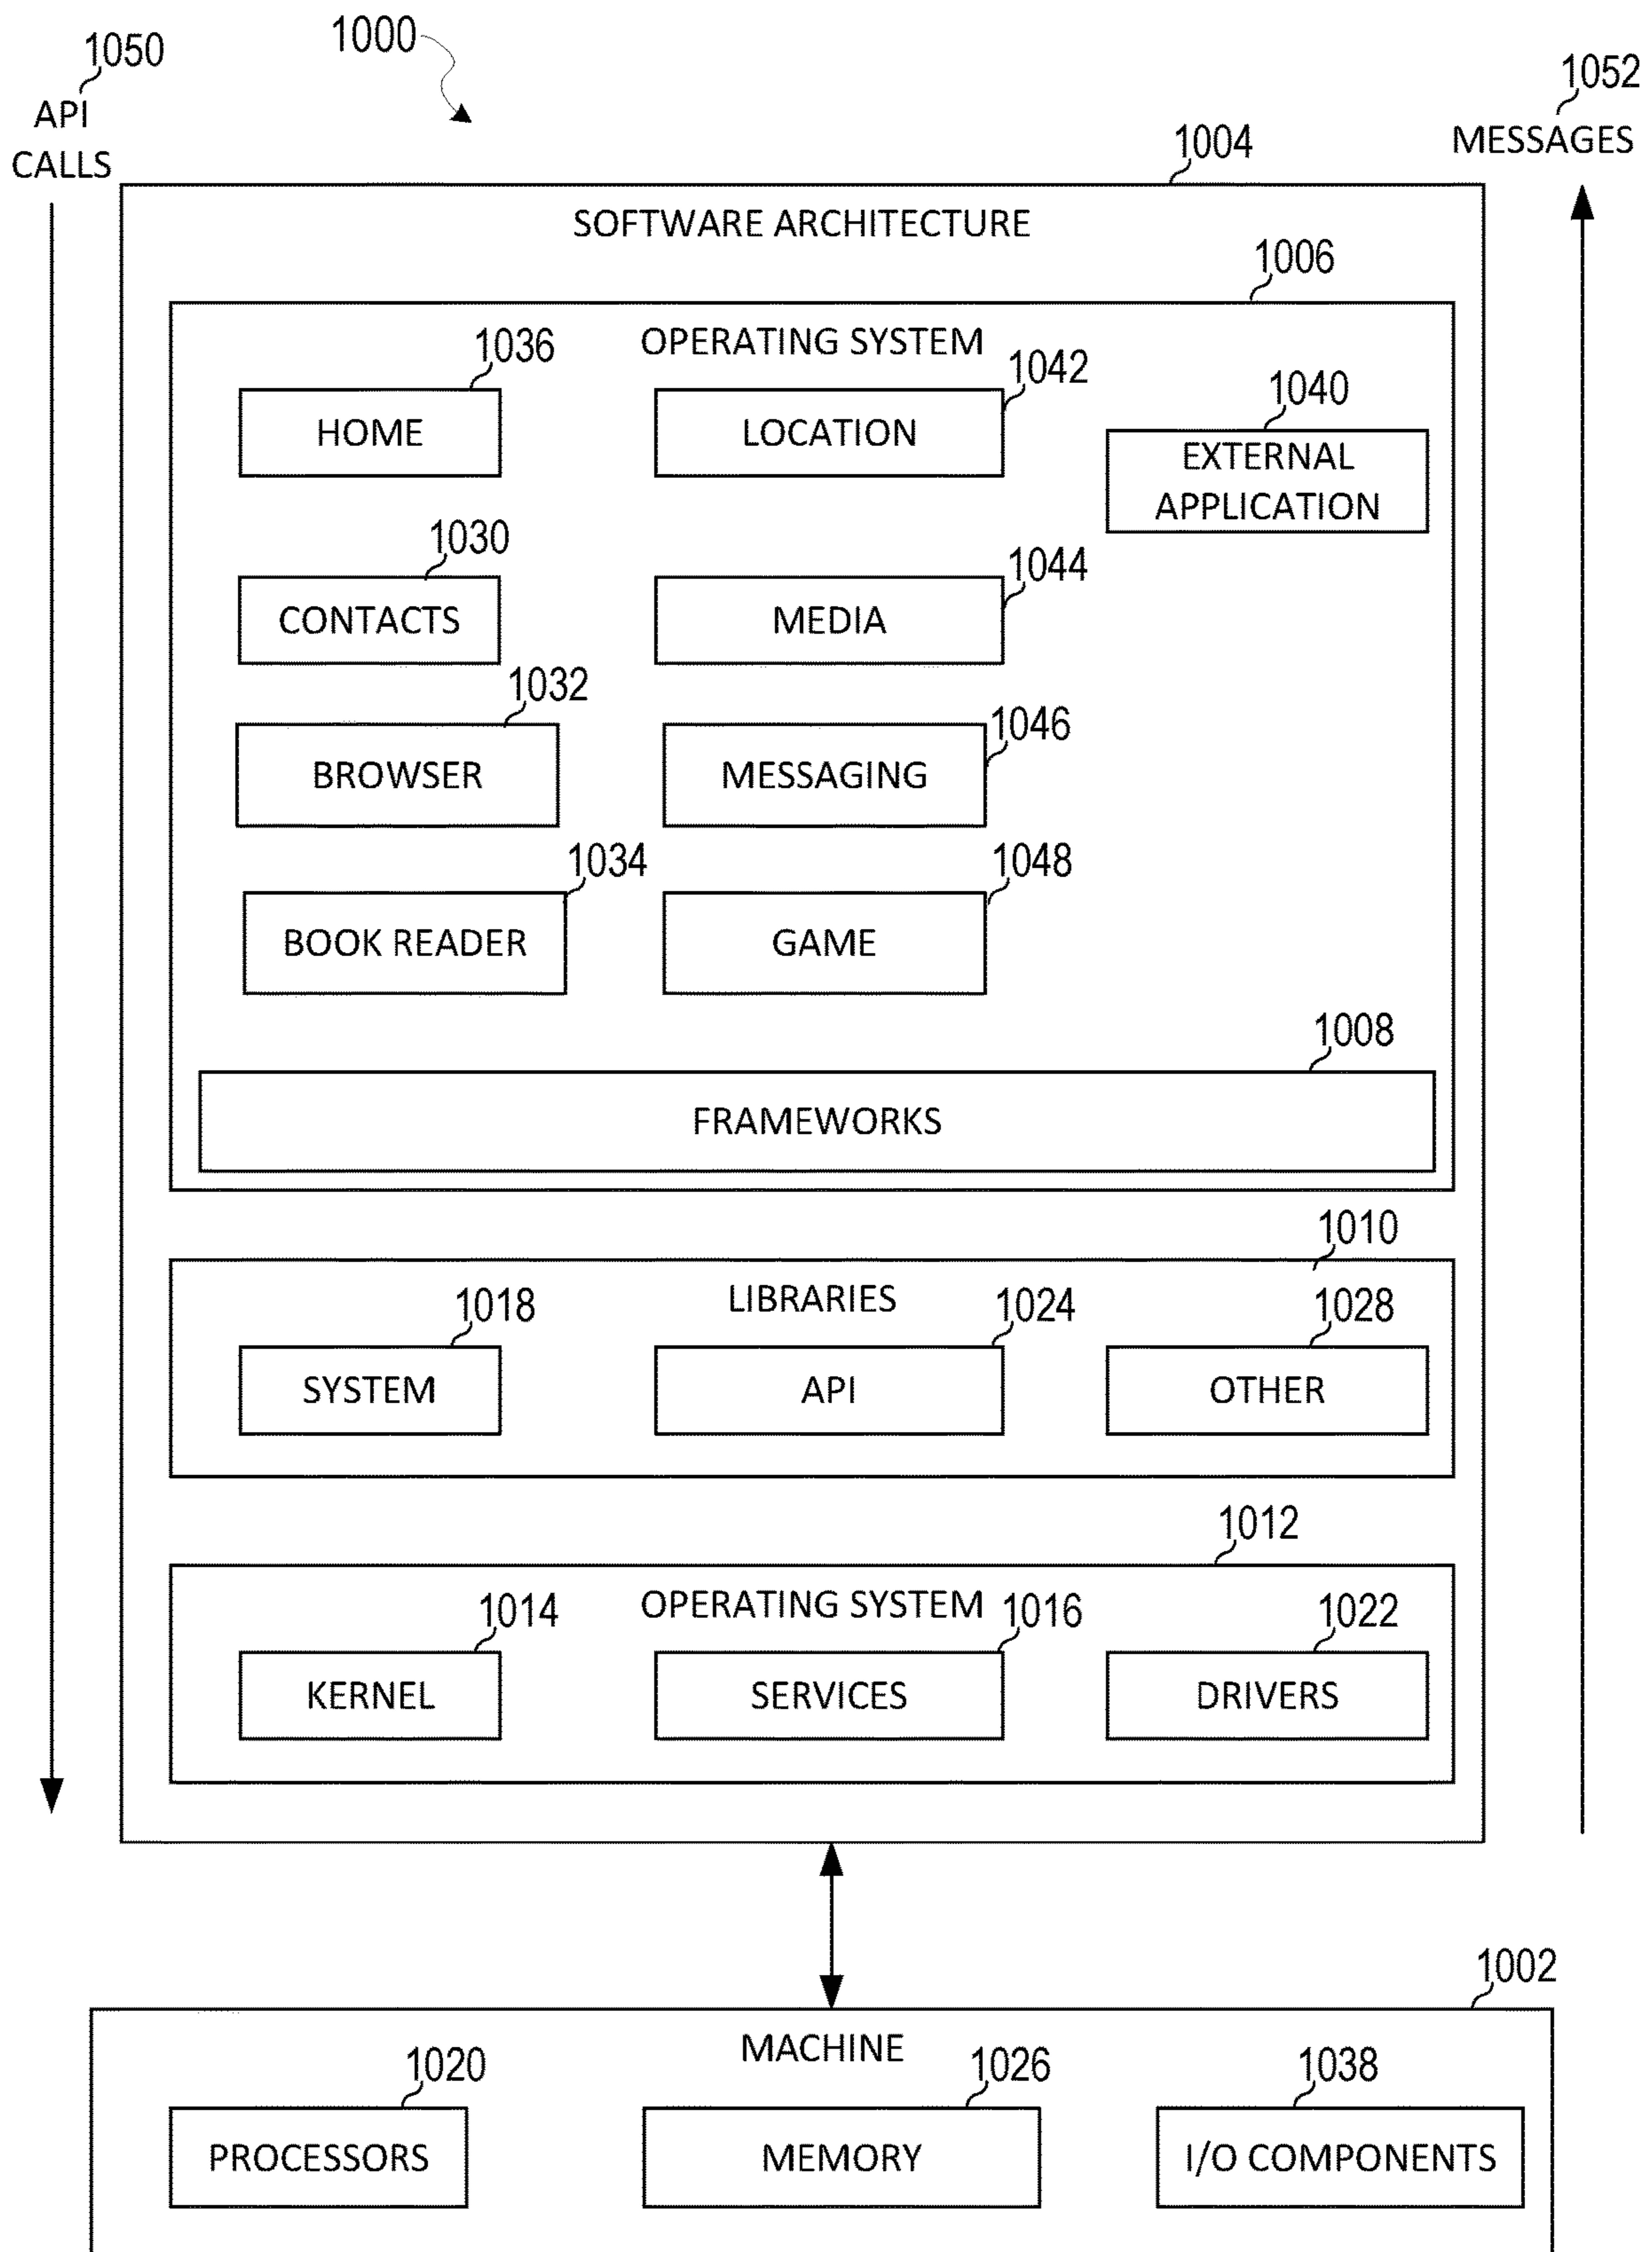 1050
1000
1052
API
CALLS
MESSAGES
1004
SOFTWARE ARCHITECTURE
1006
OPERATING SYSTEM
1036
1042
1040
HOME
LOCATION
EXTERNAL
APPLICATION
1030
1044
CONTACTS
MEDIA
1032
1046
BROWSER
MESSAGING
1034
1048
BOOK READER
GAME
1008
FRAMEWORKS
1010
LIBRARIES
1018
1024
1028
SYSTEM
API
OTHER
1012
OPERATING SYSTEM
1014
1016
1022
KERNEL
SERVICES
DRIVERS
1002
MACHINE
1020
1026
1038
PROCESSORS
MEMORY
I/O COMPONENTS